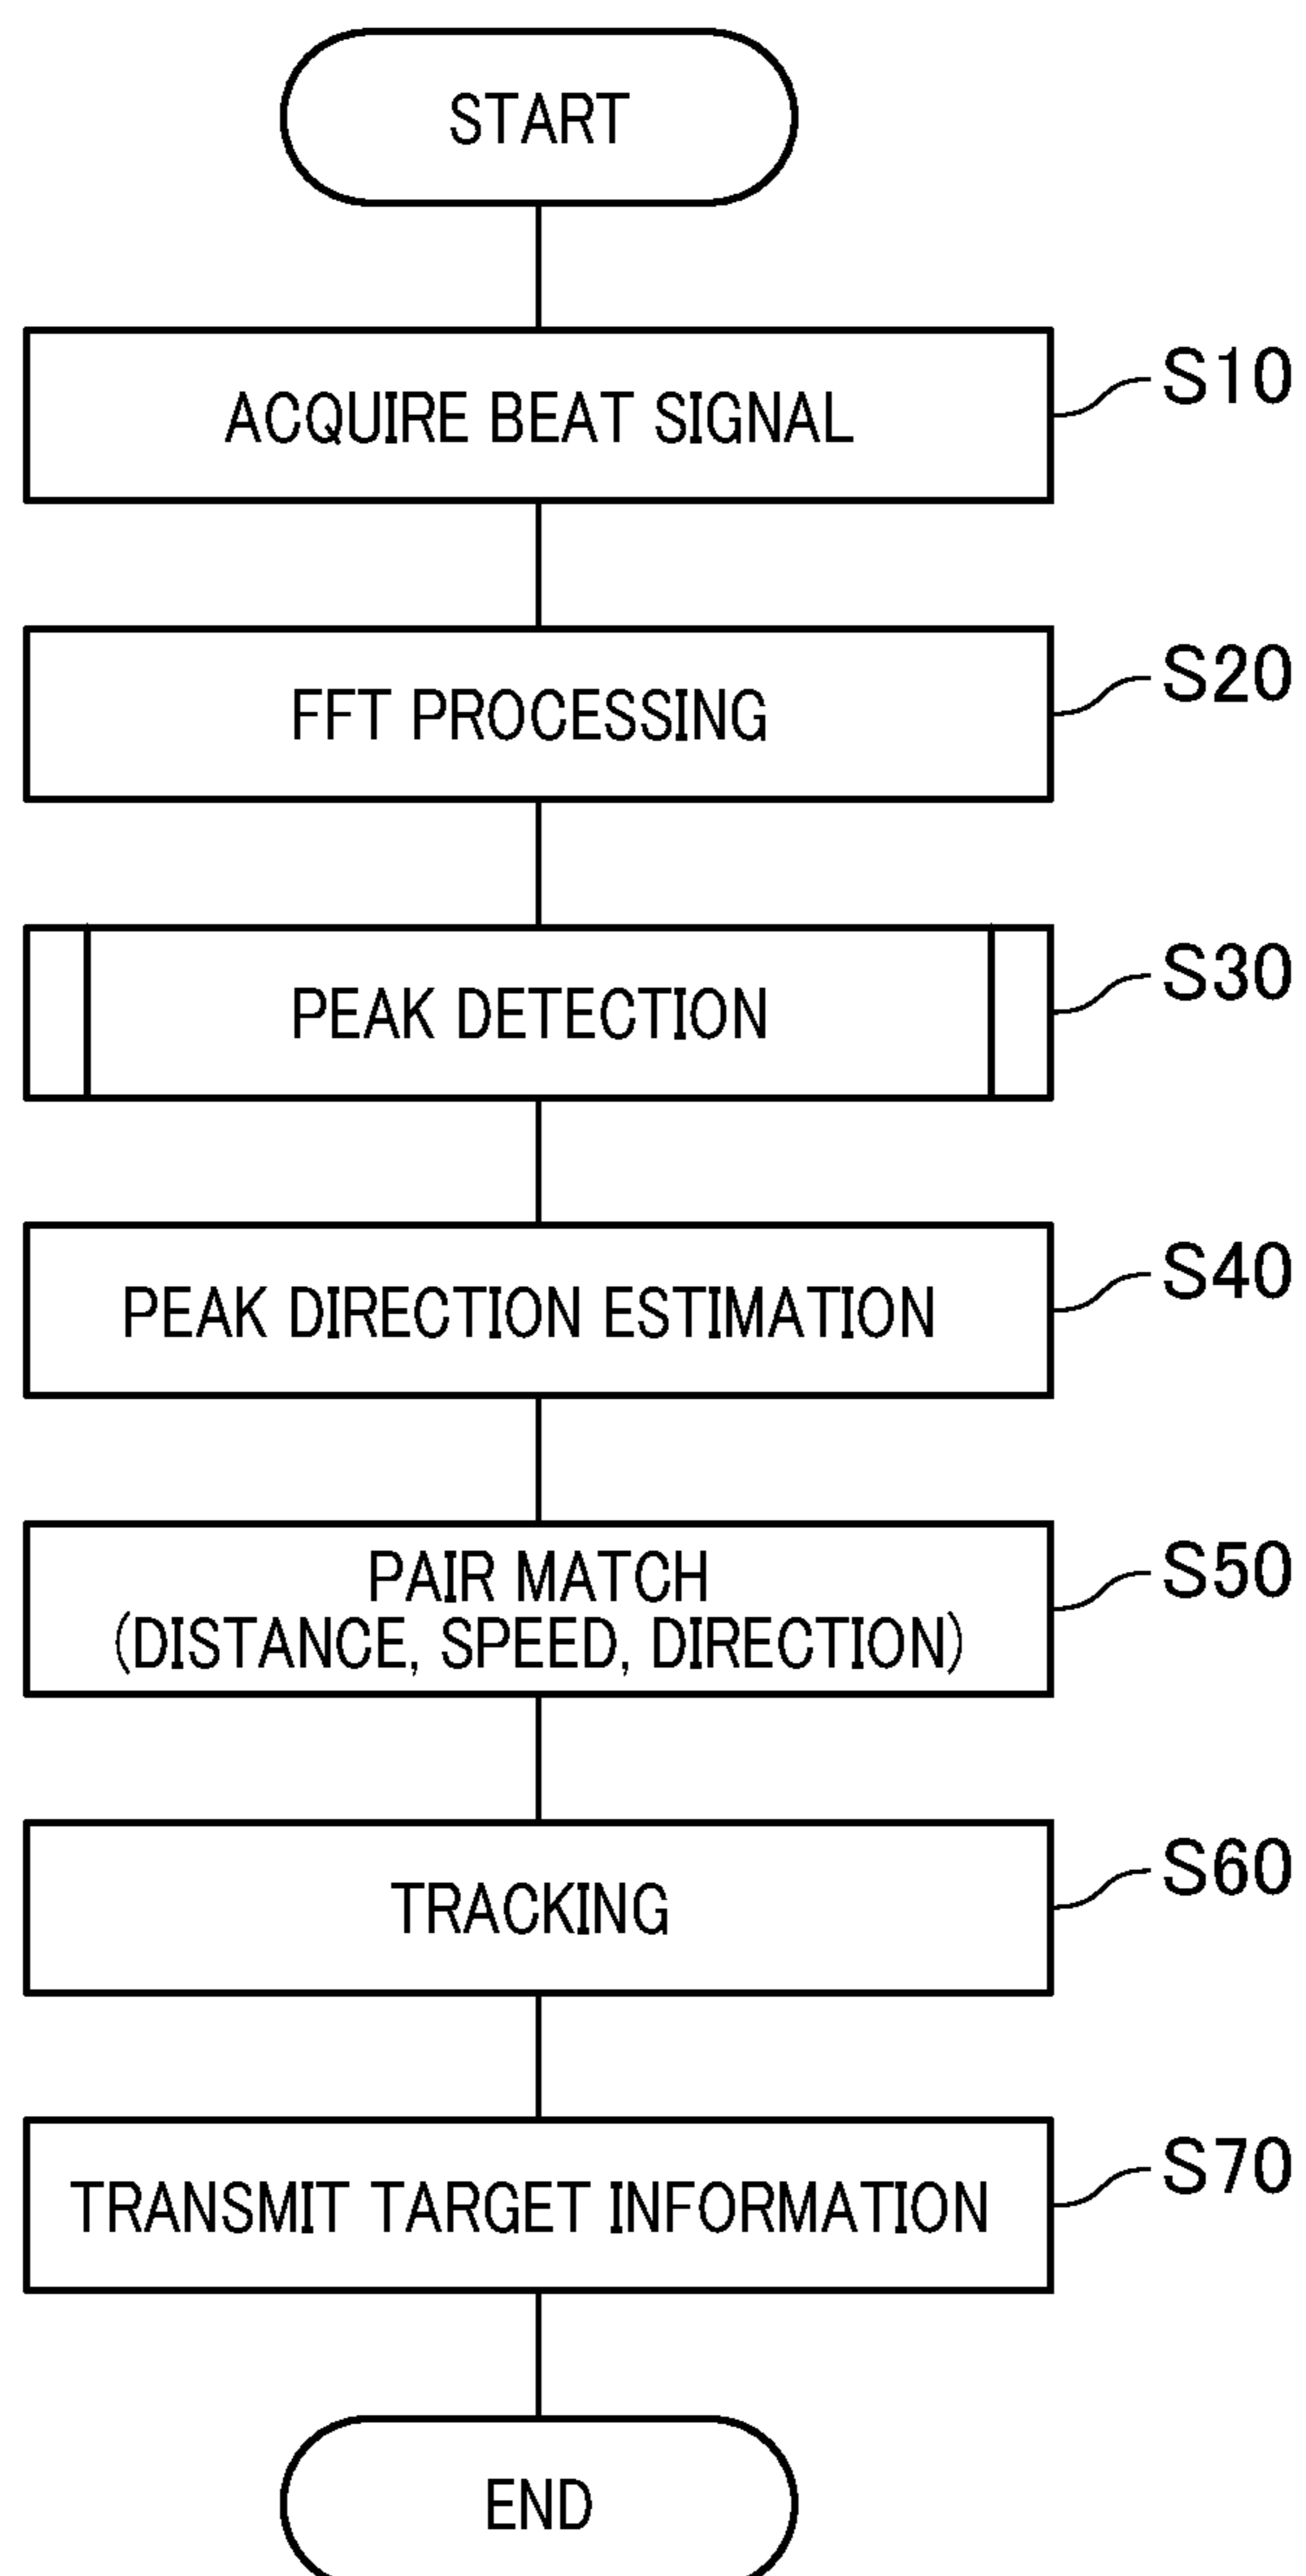 START
ACQUIRE BEAT SIGNAL
S10
FFT PROCESSING
S20
PEAK DETECTION
S30
PEAK DIRECTION ESTIMATION
S40
PAIR MATCH
(DISTANCE, SPEED, DIRECTION)
S50
TRACKING
S60
TRANSMIT TARGET INFORMATION
S70
END